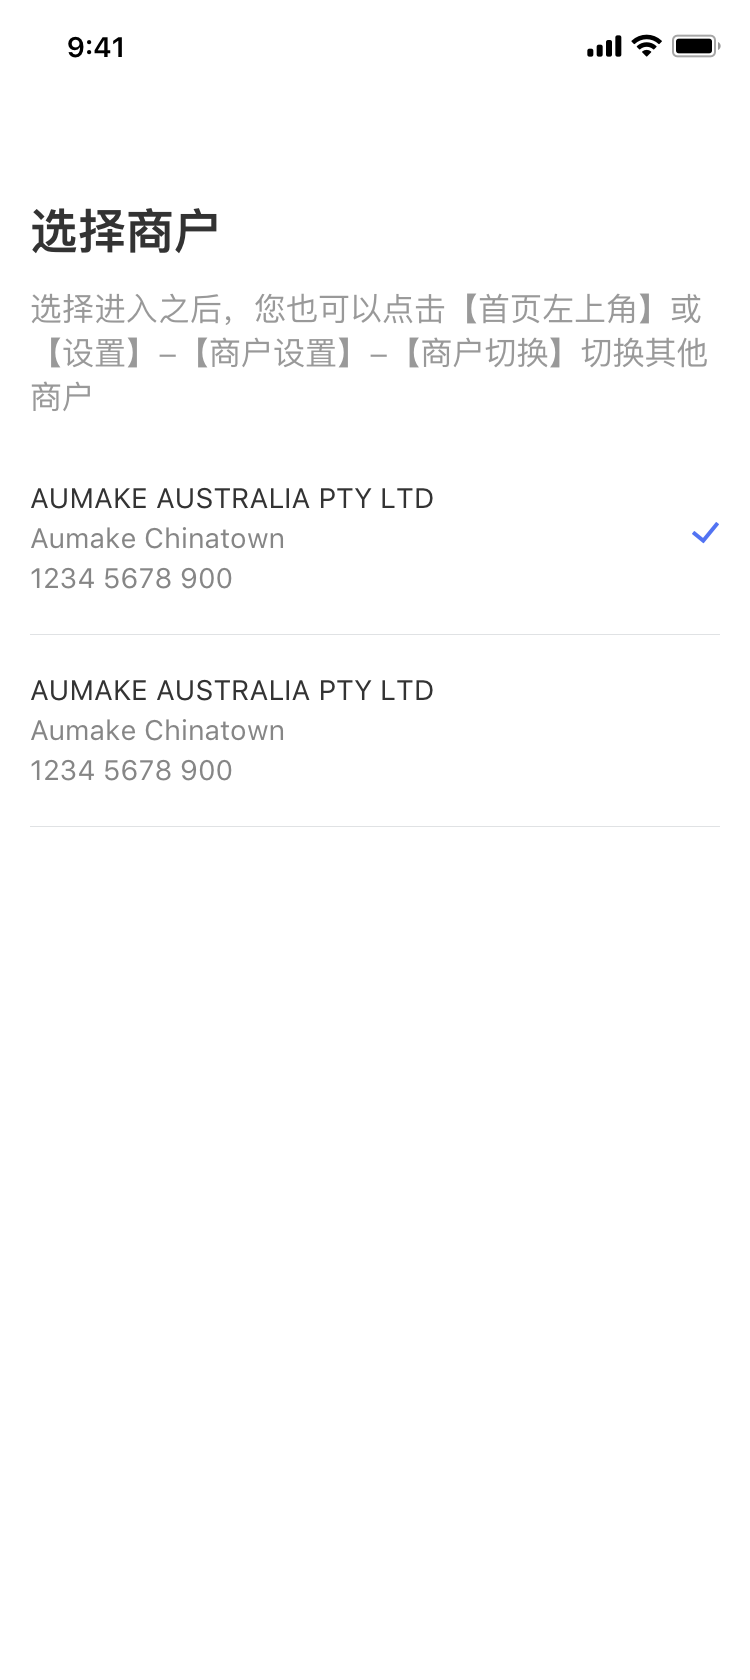 9:41
选择商户
选择进入之后，您也可以点击【首页左上角】或
【设置】–【商户设置】–【商户切换】切换其他
商户
AUMAKE AUSTRALIA PTY LTD
Aumake Chinatown
1234 5678 900
AUMAKE AUSTRALIA PTY LTD
Aumake Chinatown
1234 5678 900